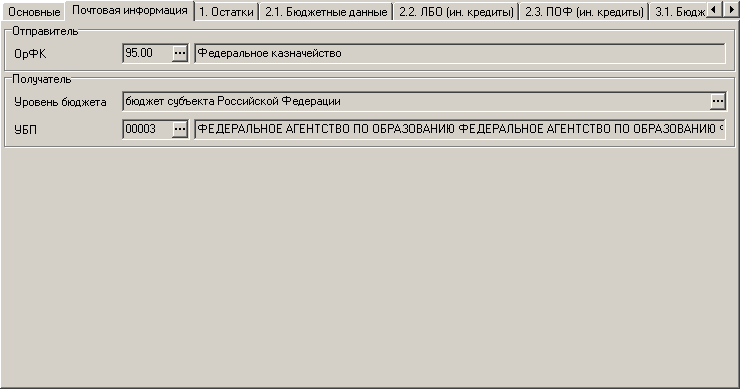 Основные Почтовая информация 1. Остатки 2.1. Бюджетные данные 2.2. ЛБО (ин. кредиты) 2.3. ПОФ (ин. кредиты) 3.1. Бюдж
Отправитель
ОрФК 95.00 ... Федеральное казначейство
Получатель
Уровень бюджета бюджет субъекта Российской Федерации ...
УБП 00003 ... ФЕДЕРАЛЬНОЕ АГЕНТСТВО ПО ОБРАЗОВАНИЮ ФЕДЕРАЛЬНОЕ АГЕНТСТВО ПО ОБРАЗОВАНИЮ